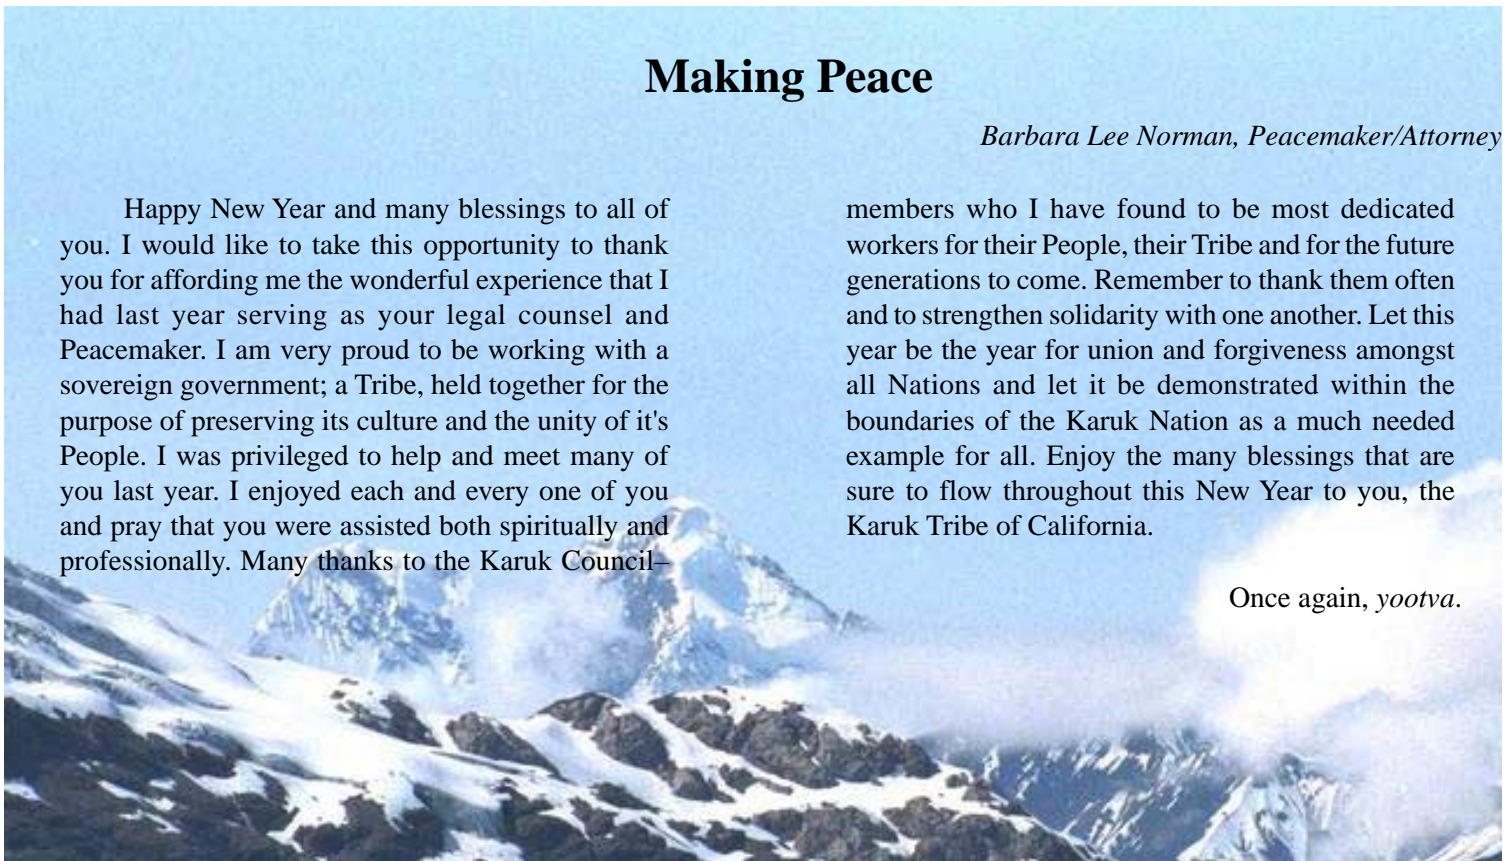 Making Peace
Barbara Lee Norman, Peacemaker/Attorney
Happy New Year and many blessings to all of
you. I would like to take this opportunity to thank
you for affording me the wonderful experience that I
had last year serving as your legal counsel and
Peacemaker. I am very proud to be working with a
sovereign government; a Tribe, held together for the
purpose of preserving its culture and the unity of it's
People. I was privileged to help and meet many of
you last year. I enjoyed each and every one of you
and pray that you were assisted both spiritually and
professionally. Many thanks to the Karuk Council–
members who I have found to be most dedicated
workers for their People, their Tribe and for the future
generations to come. Remember to thank them often
and to strengthen solidarity with one another. Let this
year be the year for union and forgiveness amongst
all Nations and let it be demonstrated within the
boundaries of the Karuk Nation as a much needed
example for all. Enjoy the many blessings that are
sure to flow throughout this New Year to you, the
Karuk Tribe of California.
Once again, yootva.